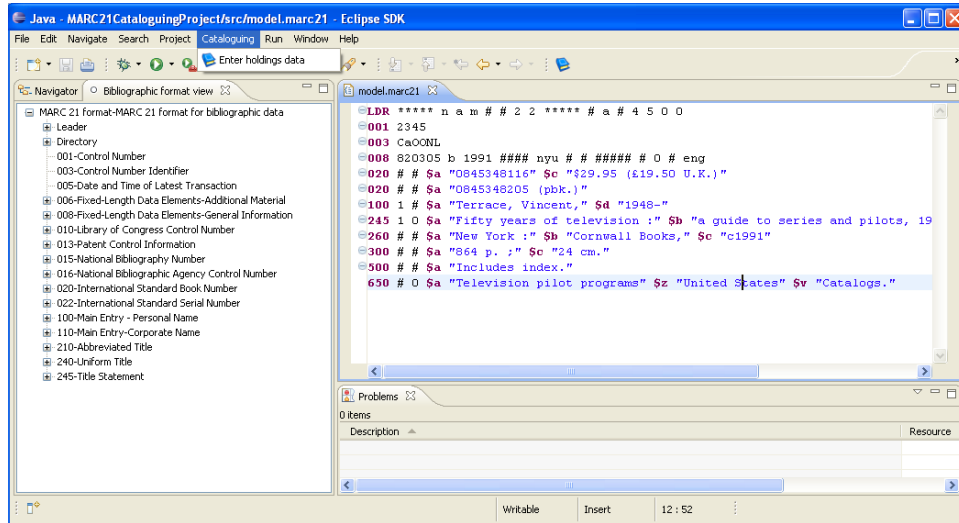 Java - MARC21CataloguingProject/src/model.marc21 - Eclipse SDK
File Edit Navigate Search Project Cataloguing Run Window Help
Enter holdings data
Navigator Bibliographic format view
MARC 21 format-MARC 21 format for bibliographic data
Leader
Directory
001-Control Number
003-Control Number Identifier
005-Date and Time of Latest Transaction
006-Fixed-Length Data Elements-Additional Material
008-Fixed-Length Data Elements-General Information
010-Library of Congress Control Number
013-Patent Control Information
015-National Bibliography Number
016-National Bibliographic Agency Control Number
020-International Standard Book Number
022-International Standard Serial Number
100-Main Entry - Personal Name
110-Main Entry-Corporate Name
210-Abbreviated Title
240-Uniform Title
245-Title Statement
model.marc21
LDR ***** n a m # # 2 2 ***** # a # 4 5 0 0
001 2345
003 CaOONL
008 820305 b 1991 #### nyu # # ##### # 0 # eng
020 # # $a "0845348116" $c "$29.95 (£19.50 U.K.)"
020 # # $a "0845348205 (pbk.)"
100 1 # $a "Terrace, Vincent," $d "1948-"
245 1 0 $a "Fifty years of television :" $b "a guide to series and pilots, 19
260 # # $a "New York :" $b "Cornwall Books," $c "c1991"
300 # # $a "864 p. ;" $c "24 cm."
500 # # $a "Includes index."
650 # 0 $a "Television pilot programs" $z "United States" $v "Catalogs."
Problems
0 items
Description Resource
Writable Insert 12 : 52